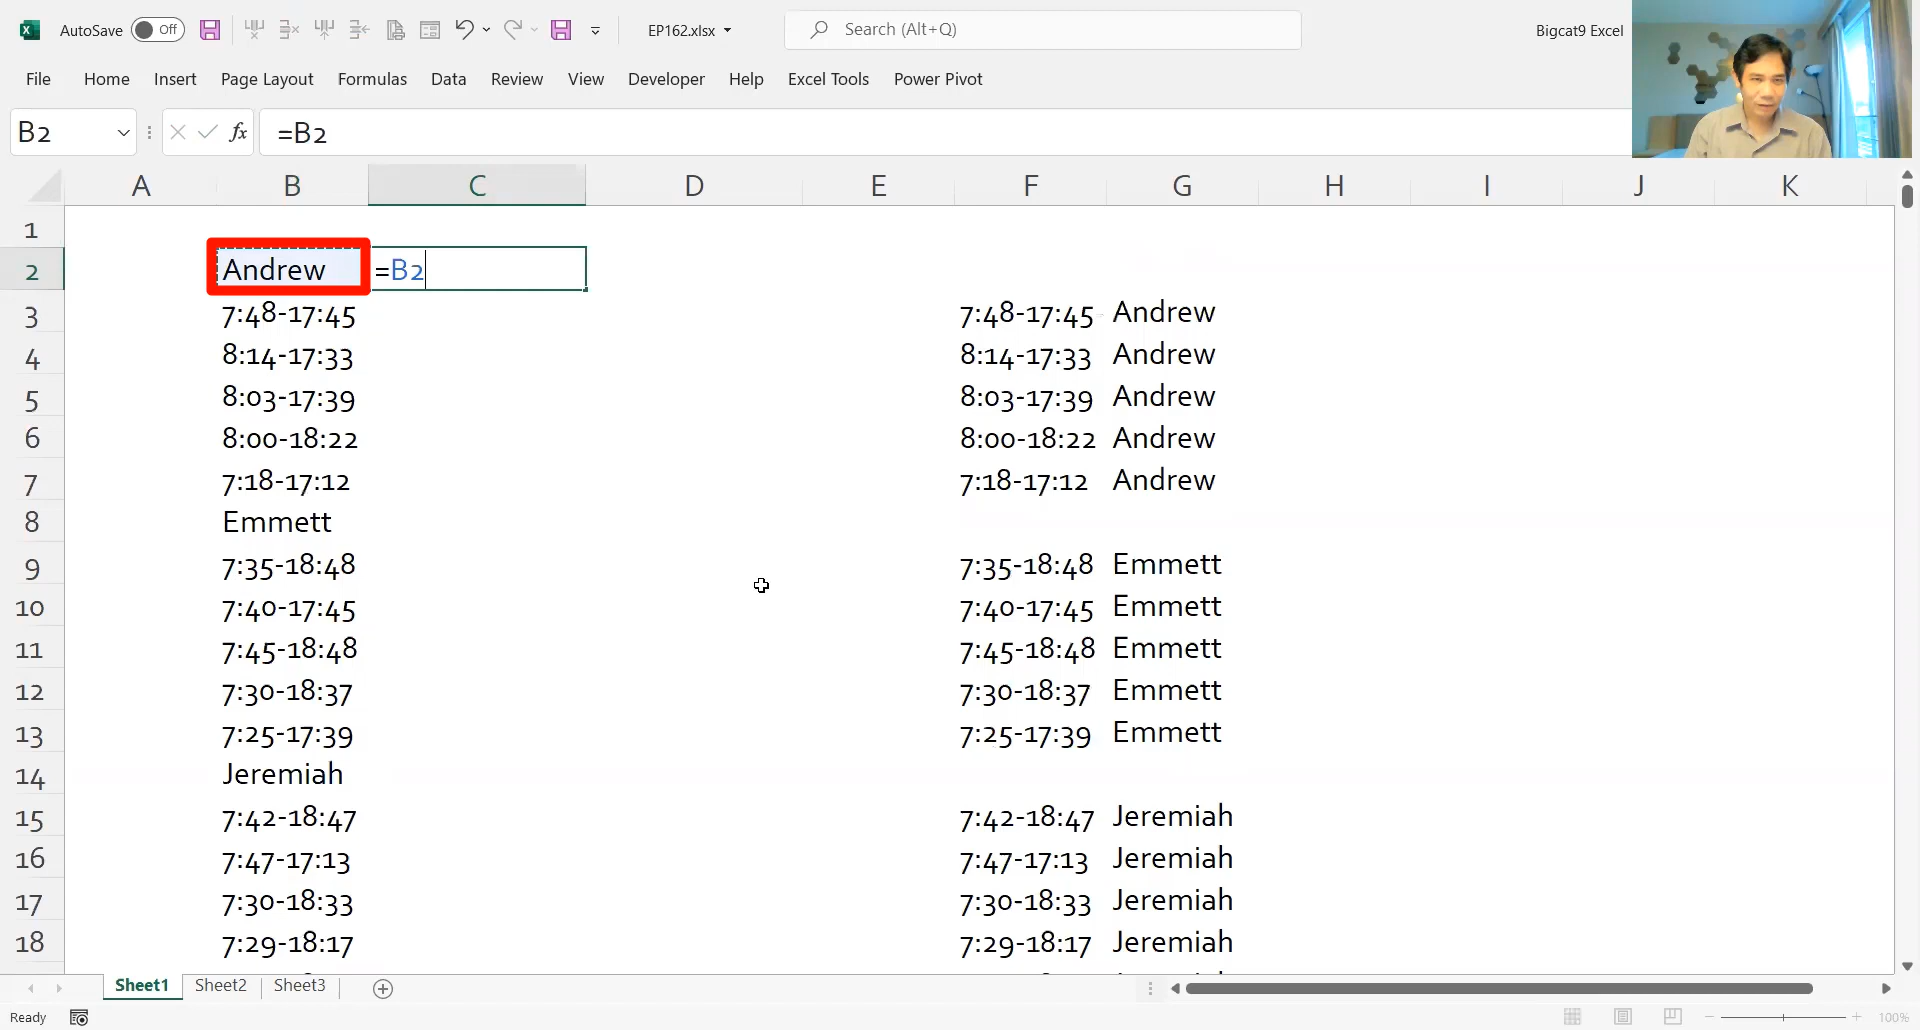 AutoSave Off EP162.xlsx Search (Alt+Q) Bigcat9 Excel
File Home Insert Page Layout Formulas Data Review View Developer Help Excel Tools Power Pivot
B2 fx =B2
A B C D E F G H I J K
1
2 Andrew =B2
3 7:48-17:45 7:48-17:45 Andrew
4 8:14-17:33 8:14-17:33 Andrew
5 8:03-17:39 8:03-17:39 Andrew
6 8:00-18:22 8:00-18:22 Andrew
7 7:18-17:12 7:18-17:12 Andrew
8 Emmett
9 7:35-18:48 7:35-18:48 Emmett
10 7:40-17:45 7:40-17:45 Emmett
11 7:45-18:48 7:45-18:48 Emmett
12 7:30-18:37 7:30-18:37 Emmett
13 7:25-17:39 7:25-17:39 Emmett
14 Jeremiah
15 7:42-18:47 7:42-18:47 Jeremiah
16 7:47-17:13 7:47-17:13 Jeremiah
17 7:30-18:33 7:30-18:33 Jeremiah
18 7:29-18:17 7:29-18:17 Jeremiah
Sheet1 Sheet2 Sheet3
Ready 100%